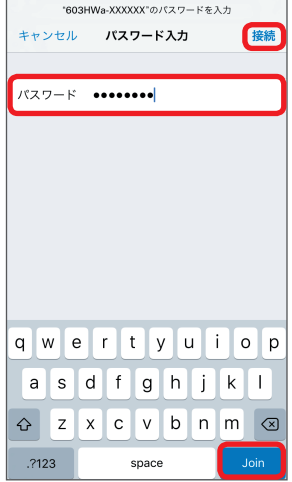 "603HWa-XXXXXX"のパスワードを入力
キャンセル パスワード入力 接続
パスワード ●●●●●●●●
q w e r t y u i o p
a s d f g h j k l
z x c v b n m
.?123 space Join